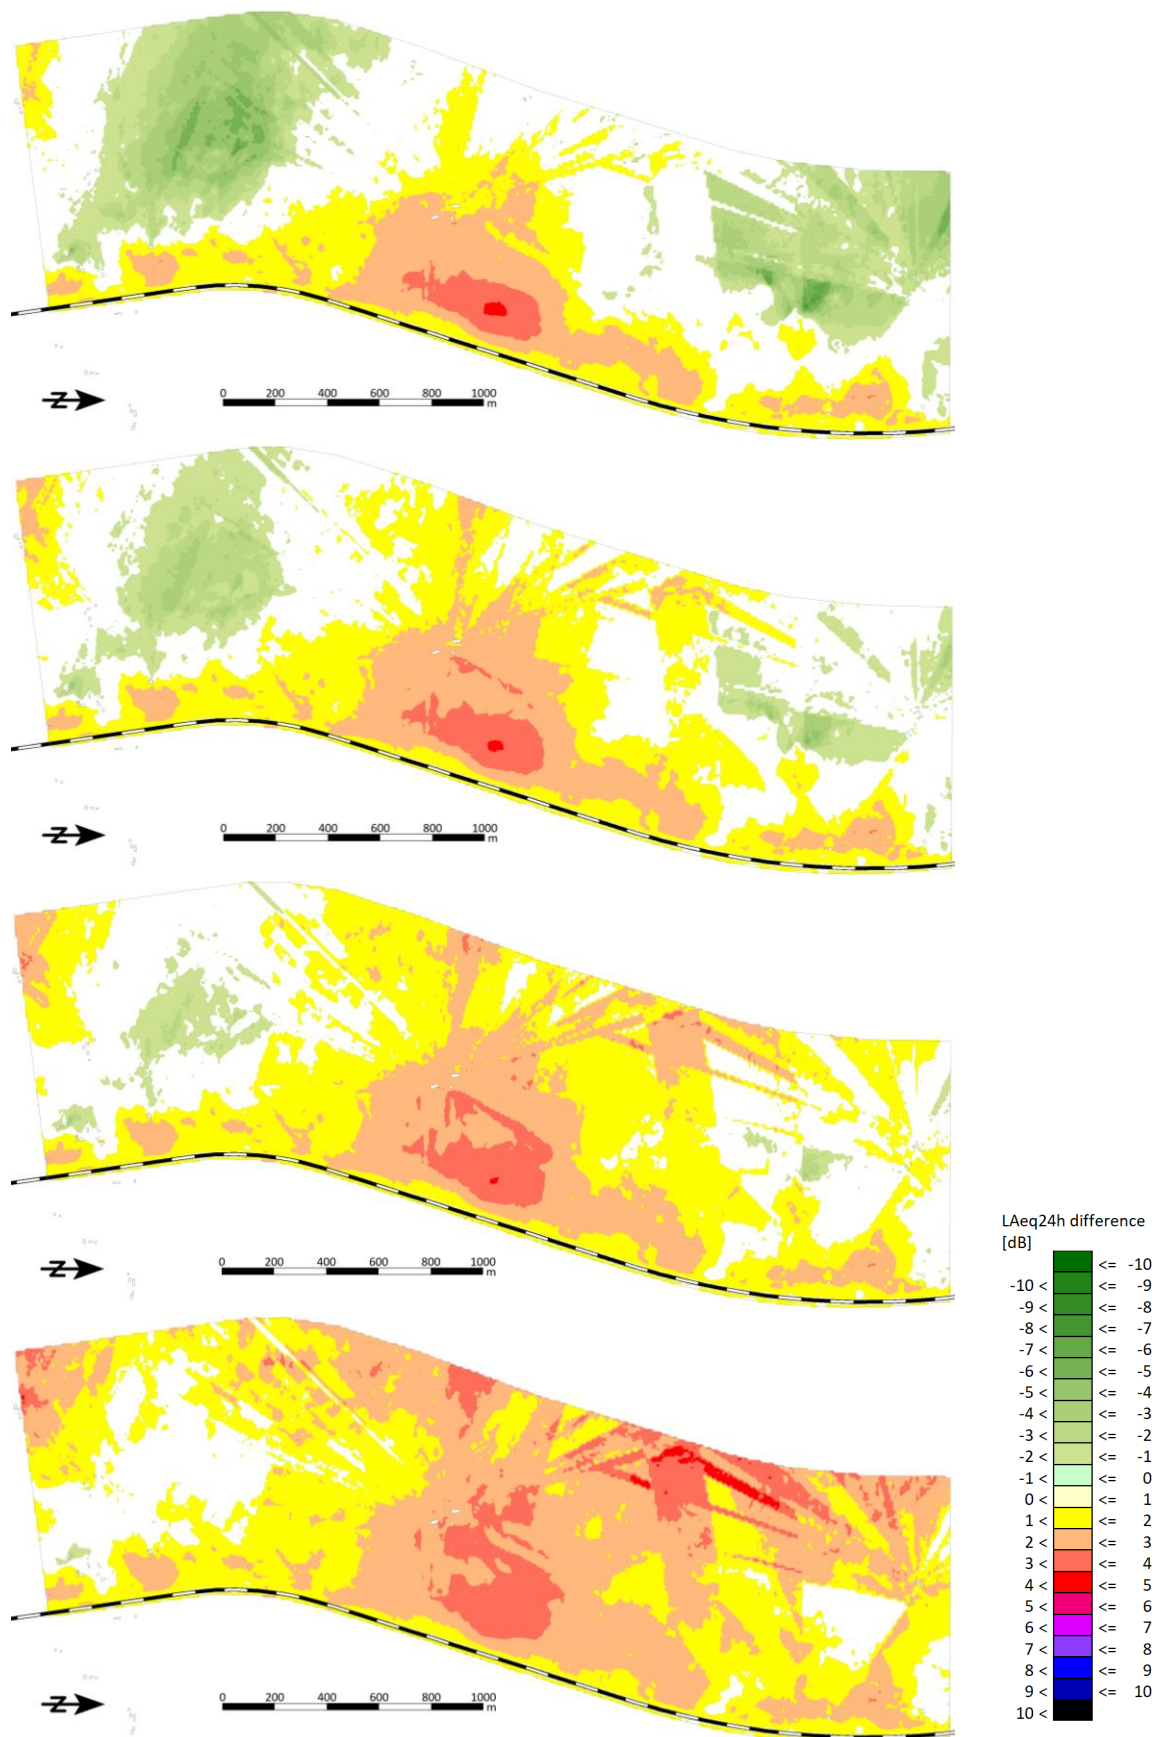 Z
0 200 400 600 800 1000
m
Z
0 200 400 600 800 1000
m
Z
0 200 400 600 800 1000
m
LAeq24h difference
[dB]
<= -10
-10 < <= -9
-9 < <= -8
-8 < <= -7
-7 < <= -6
-6 < <= -5
-5 < <= -4
-4 < <= -3
-3 < <= -2
-2 < <= -1
-1 < <= 0
0 < <= 1
1 < <= 2
2 < <= 3
3 < <= 4
4 < <= 5
5 < <= 6
6 < <= 7
7 < <= 8
8 < <= 9
9 < <= 10
10 <
Z
0 200 400 600 800 1000
m